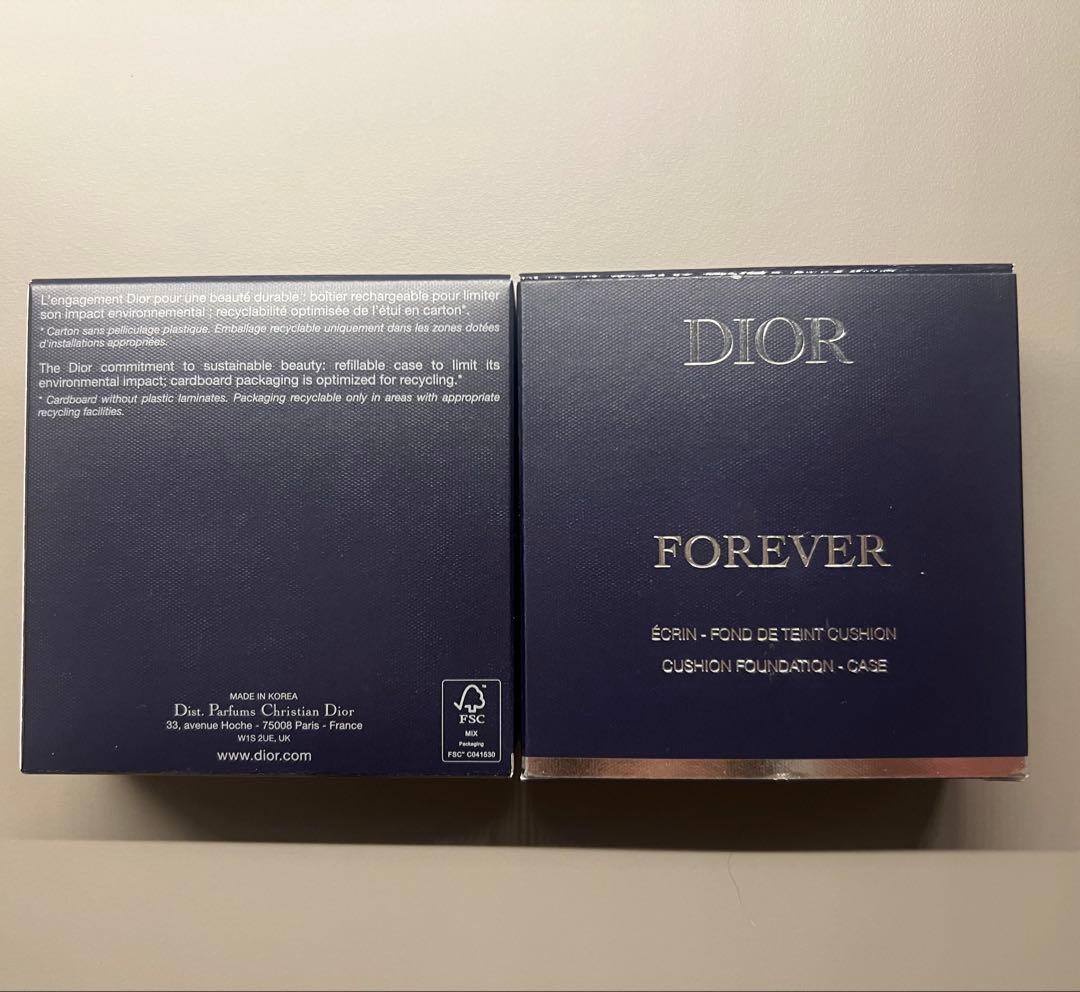 L'engagement Dior pour une beauté durable : boîtier rechargeable pour limiter
son impact environnemental ; recyclabilité optimisée de l'étui en carton*.
* Carton sans pelliculage plastique. Emballage recyclable uniquement dans les zones dotées
d'installations appropriées.
The Dior commitment to sustainable beauty: refillable case to limit its
environmental impact; cardboard packaging is optimized for recycling.*
* Cardboard without plastic laminates. Packaging recyclable only in areas with appropriate
recycling facilities.
MADE IN KOREA
Dist. Parfums Christian Dior
33, avenue Hoche - 75008 Paris - France
W1S 2UE, UK
www.dior.com
FSC
MIX
Packaging
FSC® C041530
DIOR
FOREVER
ÉCRIN - FOND DE TEINT CUSHION
CUSHION FOUNDATION - CASE